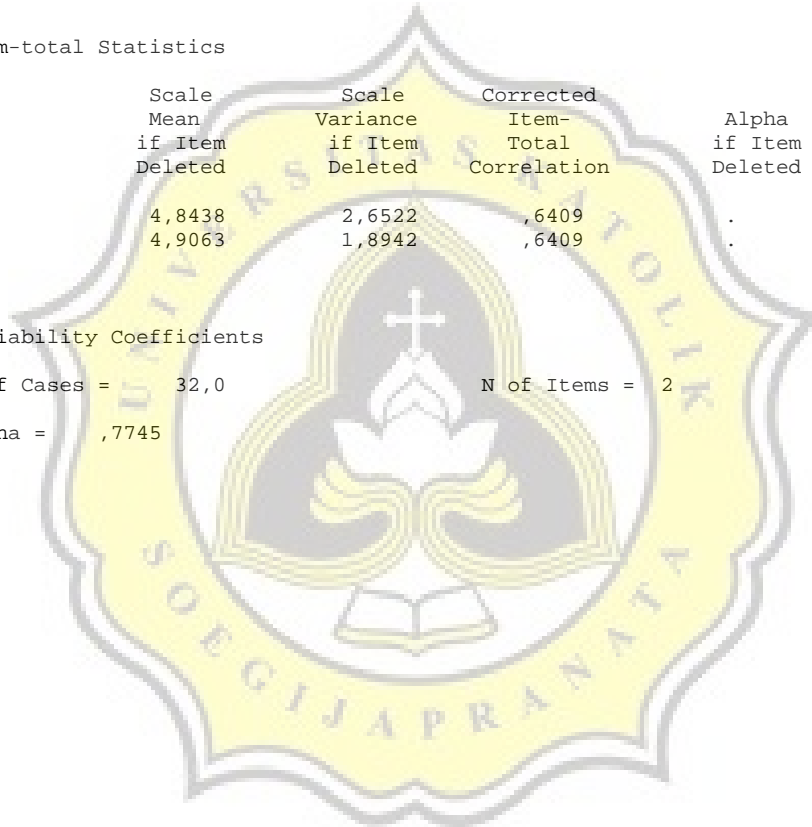 m-total Statistics
Scale Scale Corrected
Mean Variance Item- Alpha
if Item if Item Total if Item
Deleted Deleted Correlation Deleted
4,8438 2,6522 ,6409 .
4,9063 1,8942 ,6409 .
iability Coefficients
f Cases = 32,0 N of Items = 2
ha = ,7745
UNIVERSITAS KATOLIK
SOEGIJAPRANATA